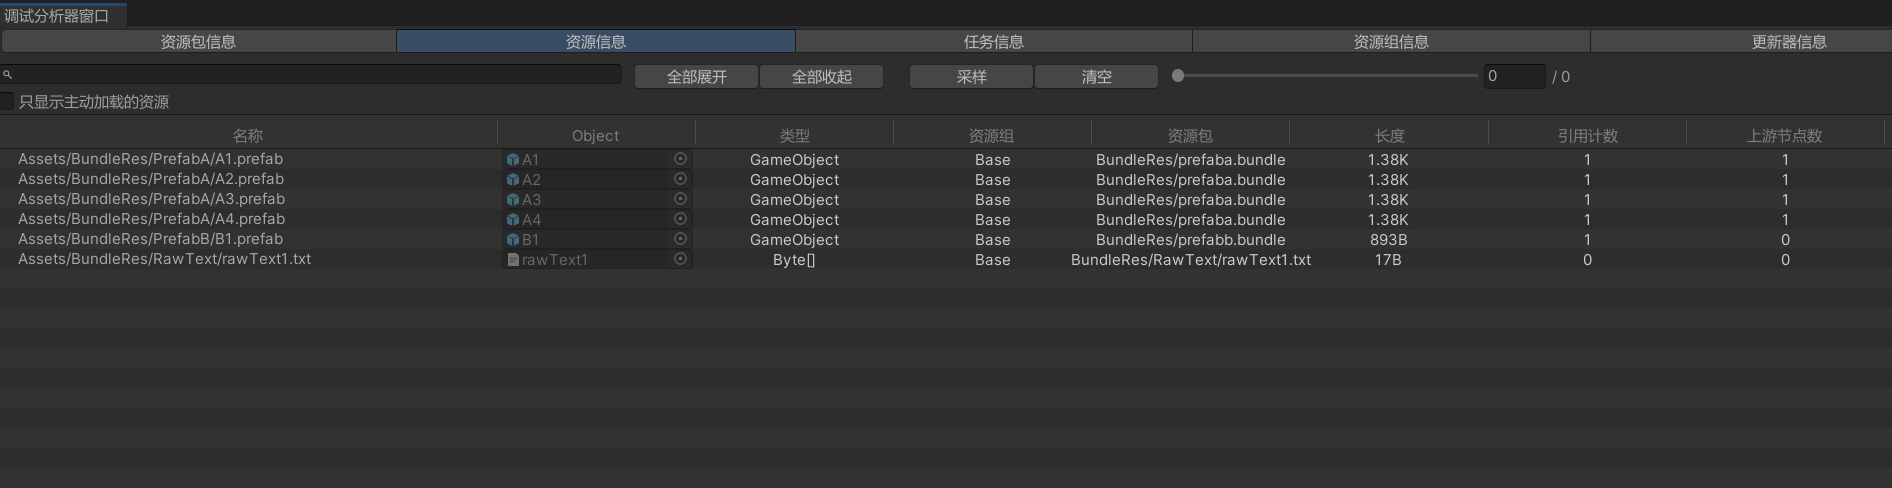 调试分析器窗口
资源包信息 资源信息 任务信息 资源组信息 更新器信息
全部展开 全部收起 采样 清空 0 / 0
只显示主动加载的资源
名称 Object 类型 资源组 资源包 长度 引用计数 上游节点数
Assets/BundleRes/PrefabA/A1.prefab A1 GameObject Base BundleRes/prefaba.bundle 1.38K 1 1
Assets/BundleRes/PrefabA/A2.prefab A2 GameObject Base BundleRes/prefaba.bundle 1.38K 1 1
Assets/BundleRes/PrefabA/A3.prefab A3 GameObject Base BundleRes/prefaba.bundle 1.38K 1 1
Assets/BundleRes/PrefabA/A4.prefab A4 GameObject Base BundleRes/prefaba.bundle 1.38K 1 1
Assets/BundleRes/PrefabB/B1.prefab B1 GameObject Base BundleRes/prefabb.bundle 893B 1 0
Assets/BundleRes/RawText/rawText1.txt rawText1 Byte[] Base BundleRes/RawText/rawText1.txt 17B 0 0